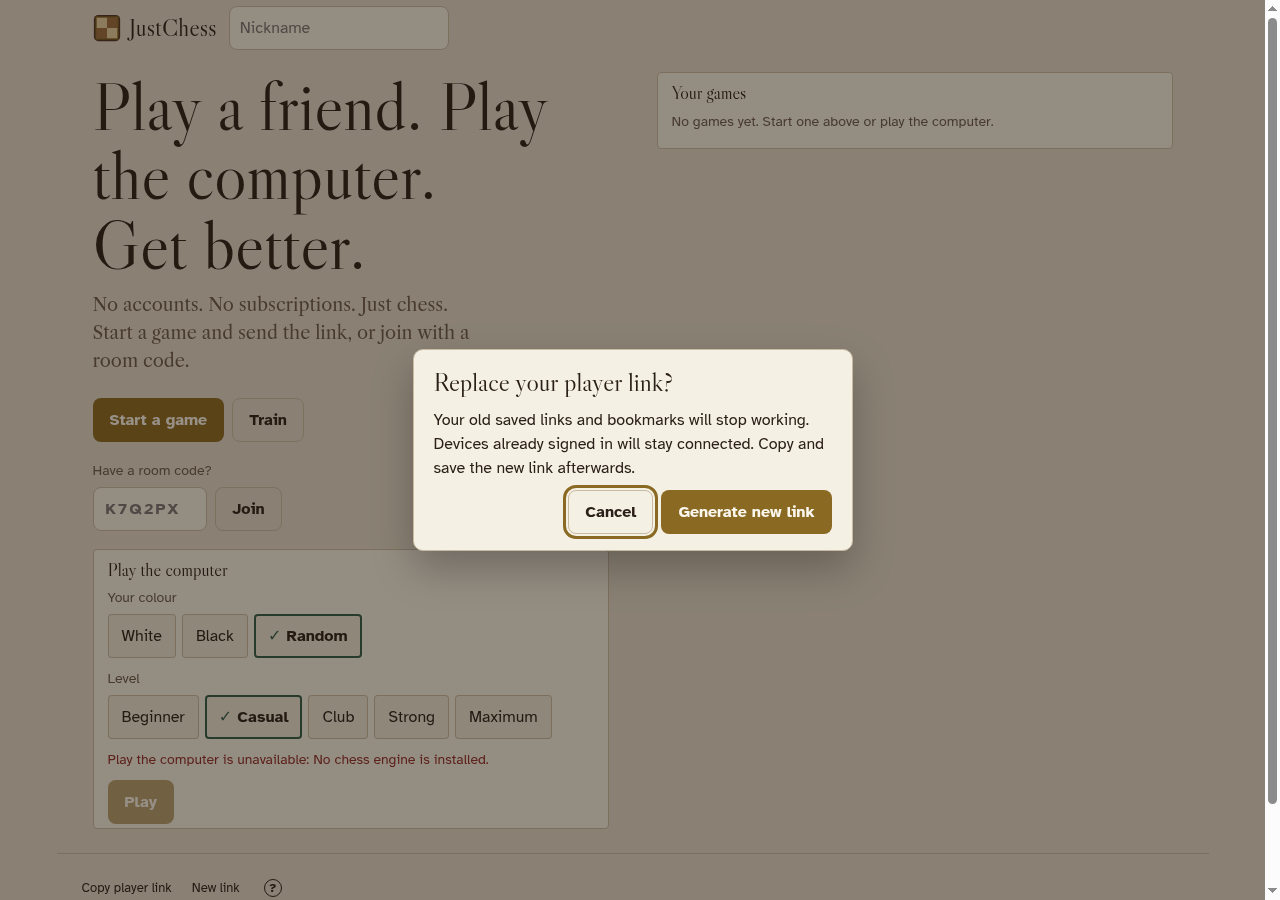 JustChess
Nickname
Play a friend. Play
the computer.
Get better.
No accounts. No subscriptions. Just chess.
Start a game and send the link, or join with a
room code.
Start a game
Train
Have a room code?
K7Q2PX
Join
Play the computer
Your colour
White
Black
✓ Random
Level
Beginner
✓ Casual
Club
Strong
Maximum
Play the computer is unavailable: No chess engine is installed.
Play
Your games
No games yet. Start one above or play the computer.
Replace your player link?
Your old saved links and bookmarks will stop working.
Devices already signed in will stay connected. Copy and
save the new link afterwards.
Cancel
Generate new link
Copy player link
New link
?